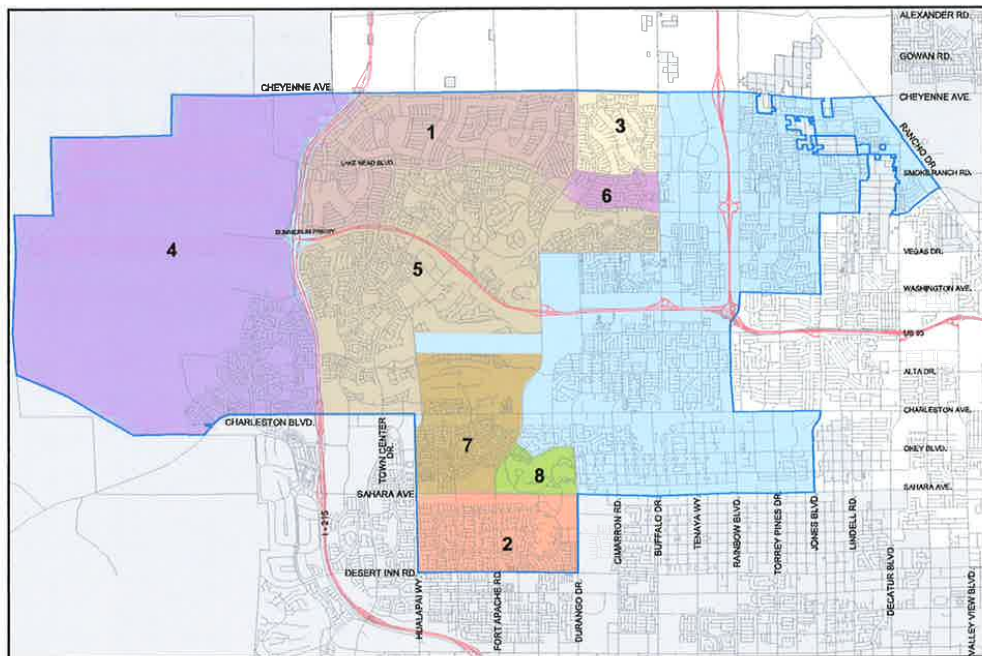 ALEXANDER RD.
GOWAN RD.
CHEYENNE AVE.
CHEYENNE AVE.
RANCHO DR.
1
3
LAKE MEAD BLVD.
SMOKE RANCH RD.
6
SUMMERLIN PKWY
4
5
VEGAS DR.
WASHINGTON AVE.
US 95
ALTA DR.
CHARLESTON AVE.
CHARLESTON BLVD.
TOWN CENTER
DR.
7
8
OKEY BLVD.
SAHARA AVE.
SAHARA AVE.
I - 215
2
CIMARRON RD.
BUFFALO DR.
TENAYA WY.
RAINBOW BLVD.
TORREY PINES DR.
JONES BLVD.
LINDELL RD.
DECATUR BLVD.
VALLEY VIEW BLVD.
DESERT INN RD.
HUALAPAI WY.
FORT APACHE RD.
DURANGO DR.